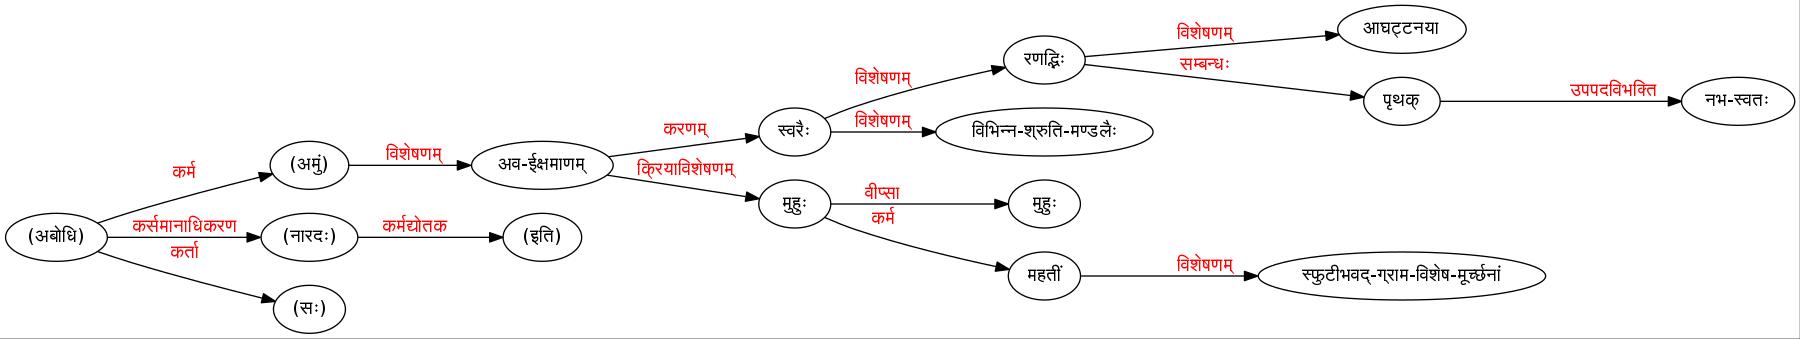 विशेषणम्
आघट्टनया
रणद्भिः
सम्बन्धः
विशेषणम्
उपपदविभक्ति
पृथक्
नभ-स्वतः
करणम्
स्वरैः
विशेषणम्
विभिन्न-श्रुति-मण्डलैः
कर्म
(अमुं)
विशेषणम्
अव-ईक्षमाणम्
क्रियाविशेषणम्
मुहुः
वीप्सा
मुहुः
कर्म
(अबोधि)
कर्समानाधिकरण
(नारदः)
कर्मद्योतक
(इति)
कर्ता
महतीं
विशेषणम्
स्फुटीभवद्-ग्राम-विशेष-मूर्च्छनां
(सः)